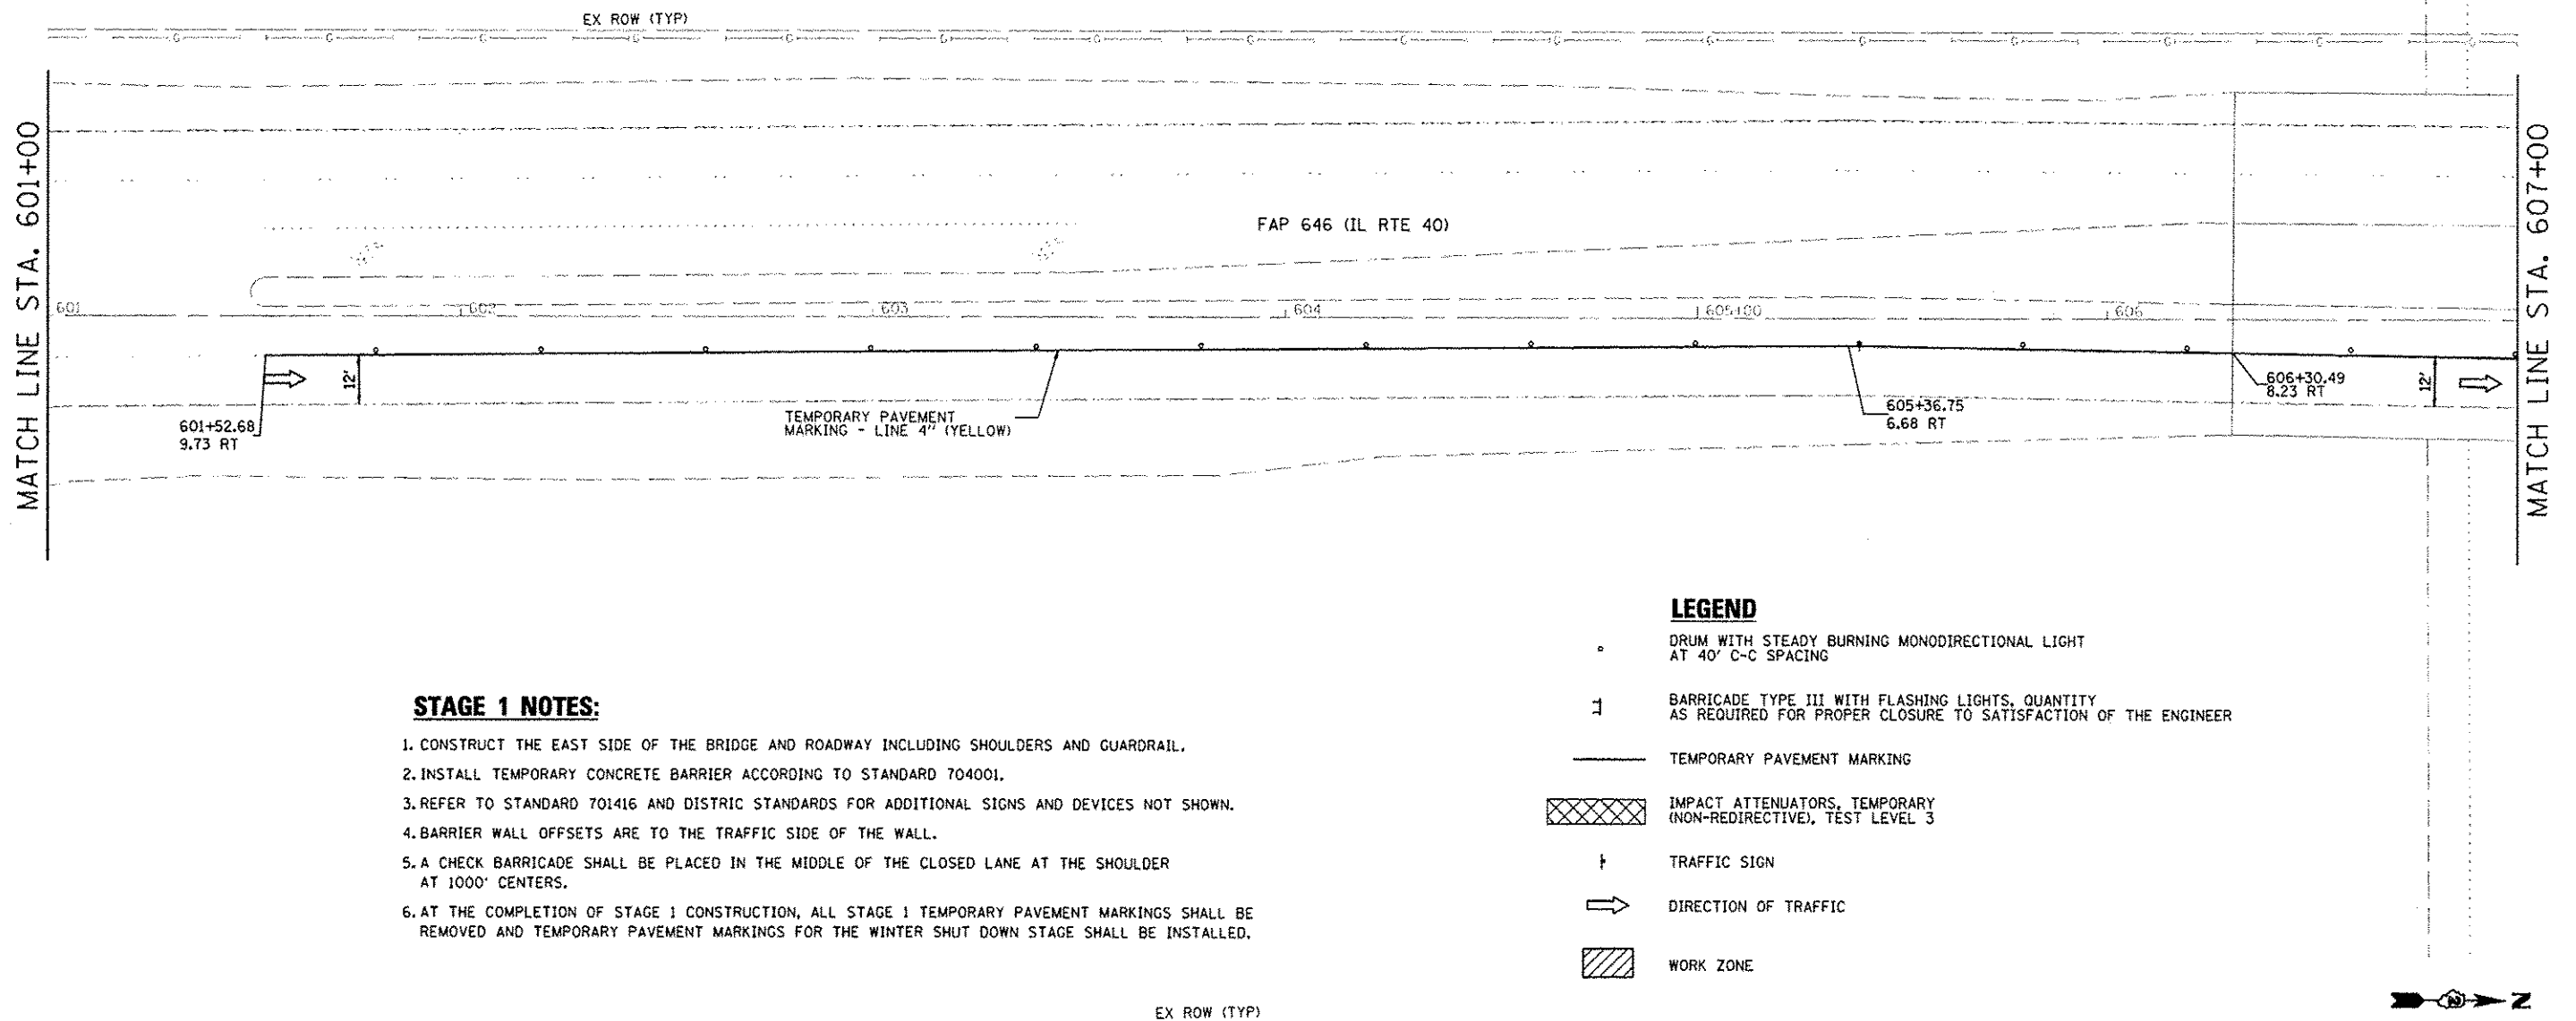 EX ROW (TYP)
G G G G G G G G G G G G G G G G
MATCH LINE STA. 601+00
FAP 646 (IL RTE 40)
601 602 603 604 605+00 606
12'
601+52.68
9.73 RT
TEMPORARY PAVEMENT
MARKING - LINE 4" (YELLOW)
605+36.75
6.68 RT
606+30.49
8.23 RT
12'
MATCH LINE STA. 607+00
STAGE 1 NOTES:
1. CONSTRUCT THE EAST SIDE OF THE BRIDGE AND ROADWAY INCLUDING SHOULDERS AND GUARDRAIL.
2. INSTALL TEMPORARY CONCRETE BARRIER ACCORDING TO STANDARD 704001.
3. REFER TO STANDARD 701416 AND DISTRIC STANDARDS FOR ADDITIONAL SIGNS AND DEVICES NOT SHOWN.
4. BARRIER WALL OFFSETS ARE TO THE TRAFFIC SIDE OF THE WALL.
5. A CHECK BARRICADE SHALL BE PLACED IN THE MIDDLE OF THE CLOSED LANE AT THE SHOULDER
AT 1000' CENTERS.
6. AT THE COMPLETION OF STAGE 1 CONSTRUCTION, ALL STAGE 1 TEMPORARY PAVEMENT MARKINGS SHALL BE
REMOVED AND TEMPORARY PAVEMENT MARKINGS FOR THE WINTER SHUT DOWN STAGE SHALL BE INSTALLED.
LEGEND
DRUM WITH STEADY BURNING MONODIRECTIONAL LIGHT
AT 40' C-C SPACING
BARRICADE TYPE III WITH FLASHING LIGHTS, QUANTITY
AS REQUIRED FOR PROPER CLOSURE TO SATISFACTION OF THE ENGINEER
TEMPORARY PAVEMENT MARKING
IMPACT ATTENUATORS, TEMPORARY
(NON-REDIRECTIVE), TEST LEVEL 3
TRAFFIC SIGN
DIRECTION OF TRAFFIC
WORK ZONE
EX ROW (TYP)
N